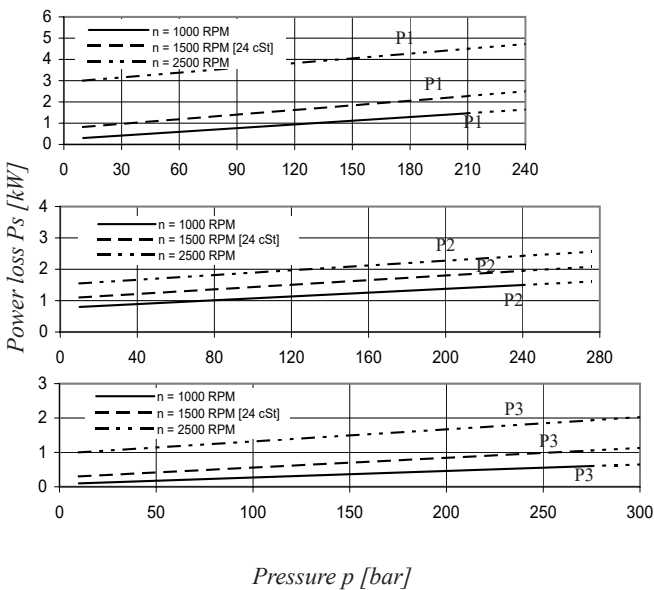 Power loss Ps [kW]
6
5
4
3
2
1
0
n = 1000 RPM
n = 1500 RPM [24 cSt]
n = 2500 RPM
P1
P1
P1
0 30 60 90 120 150 180 210 240
4
3
2
1
0
n = 1000 RPM
n = 1500 RPM [24 cSt]
n = 2500 RPM
P2
P2
P2
0 40 80 120 160 200 240 280
3
2
1
0
n = 1000 RPM
n = 1500 RPM [24 cSt]
n = 2500 RPM
P3
P3
P3
0 50 100 150 200 250 300
Pressure p [bar]